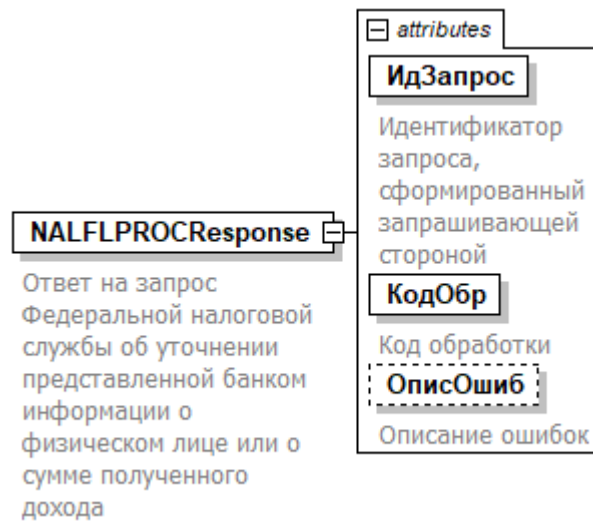 attributes
ИдЗапрос
Идентификатор
запроса,
сформированный
запрашивающей
стороной
NALFLPROCResponse
Ответ на запрос
Федеральной налоговой
службы об уточнении
представленной банком
информации о
физическом лице или о
сумме полученного
дохода
КодОбр
Код обработки
ОписОшиб
Описание ошибок